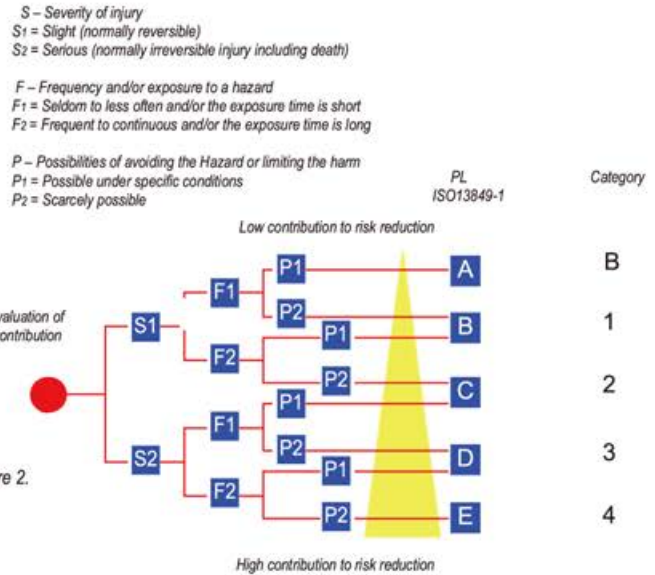 S – Severity of injury
S1 = Slight (normally reversible)
S2 = Serious (normally irreversible injury including death)
F – Frequency and/or exposure to a hazard
F1 = Seldom to less often and/or the exposure time is short
F2 = Frequent to continuous and/or the exposure time is long
P – Possibilities of avoiding the Hazard or limiting the harm
P1 = Possible under specific conditions
P2 = Scarcely possible
PL
ISO13849-1
Category
Low contribution to risk reduction
P1
A
B
F1
P2
B
1
valuation of
ontribution
S1
P1
F2
P2
C
2
P1
F1
P2
D
3
S2
P1
re 2.
F2
P2
E
4
High contribution to risk reduction